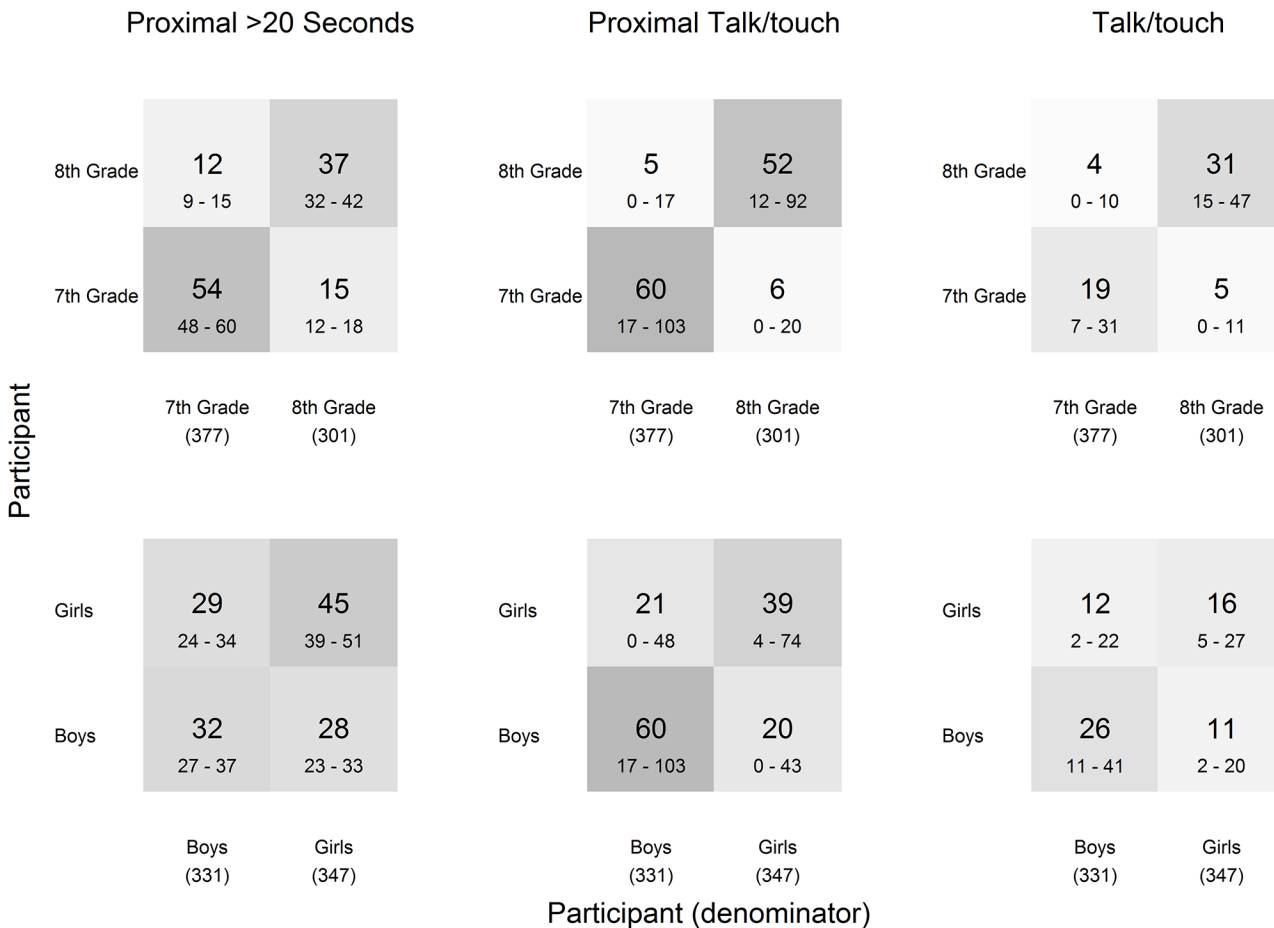 Proximal >20 Seconds
Proximal Talk/touch
Talk/touch
8th Grade
12
9 - 15
37
32 - 42
7th Grade
54
48 - 60
15
12 - 18
7th Grade
(377)
8th Grade
(301)
8th Grade
5
0 - 17
52
12 - 92
7th Grade
60
17 - 103
6
0 - 20
7th Grade
(377)
8th Grade
(301)
8th Grade
4
0 - 10
31
15 - 47
7th Grade
19
7 - 31
5
0 - 11
7th Grade
(377)
8th Grade
(301)
Participant
Girls
29
24 - 34
45
39 - 51
Boys
32
27 - 37
28
23 - 33
Boys
(331)
Girls
(347)
Girls
21
0 - 48
39
4 - 74
Boys
60
17 - 103
20
0 - 43
Boys
(331)
Girls
(347)
Girls
12
2 - 22
16
5 - 27
Boys
26
11 - 41
11
2 - 20
Boys
(331)
Girls
(347)
Participant (denominator)